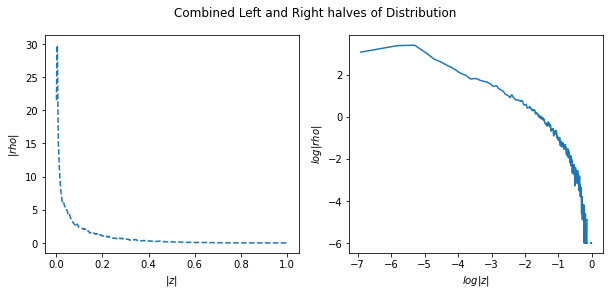 Combined Left and Right halves of Distribution
30
25
20
15
10
5
0
|rho|
0.0 0.2 0.4 0.6 0.8 1.0
|z|
2
0
−2
−4
−6
log|rho|
−7 −6 −5 −4 −3 −2 −1 0
log|z|